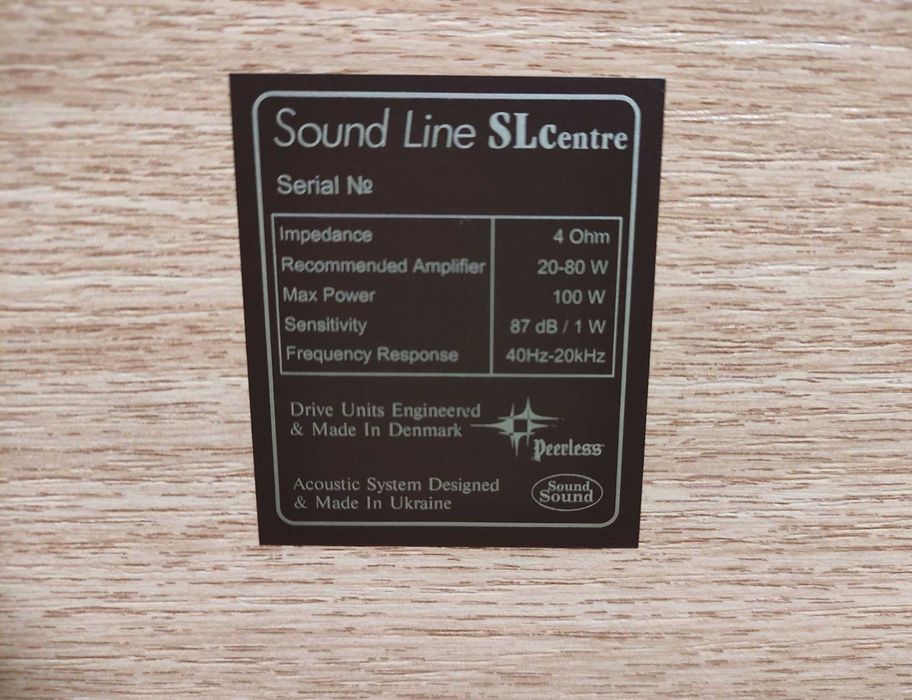 Sound Line SLCentre
Serial №
Impedance 4 Ohm
Recommended Amplifier 20-80 W
Max Power 100 W
Sensitivity 87 dB / 1 W
Frequency Response 40Hz-20kHz
Drive Units Engineered
& Made In Denmark
Peerless
Acoustic System Designed
& Made In Ukraine
Sound
Sound